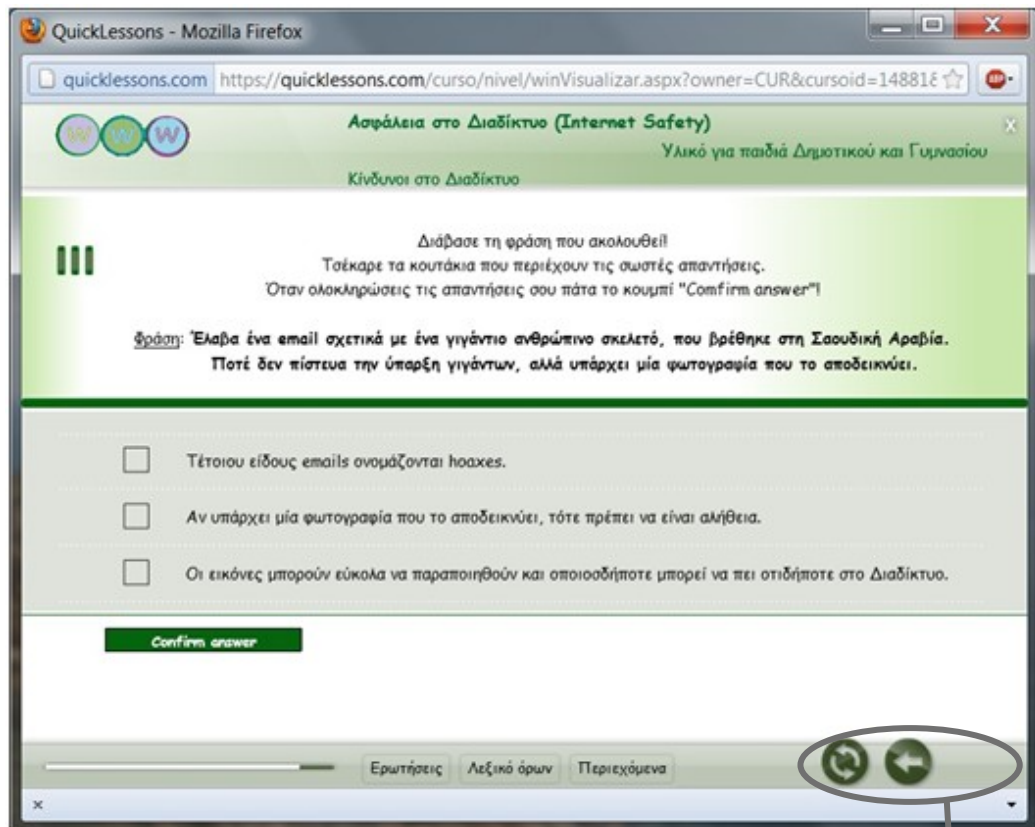 QuickLessons - Mozilla Firefox
quicklessons.com https://quicklessons.com/curso/nivel/winVisualizar.aspx?owner=CUR&cursoid=148818
ABP
WWW
Ασφάλεια στο Διαδίκτυο (Internet Safety)
Υλικό για παιδιά Δημοτικού και Γυμνασίου
Κίνδυνοι στο Διαδίκτυο
Διάβασε τη φράση που ακολουθεί!
Τσέκαρε τα κουτάκια που περιέχουν τις σωστές απαντήσεις.
Όταν ολοκληρώσεις τις απαντήσεις σου πάτα το κουμπί "Comfirm answer"!
Φράση: Έλαβα ένα email σχετικά με ένα γιγάντιο ανθρώπινο σκελετό, που βρέθηκε στη Σαουδική Αραβία.
Ποτέ δεν πίστευα την ύπαρξη γιγάντων, αλλά υπάρχει μία φωτογραφία που το αποδεικνύει.
Τέτοιου είδους emails ονομάζονται hoaxes.
Αν υπάρχει μία φωτογραφία που το αποδεικνύει, τότε πρέπει να είναι αλήθεια.
Οι εικόνες μπορούν εύκολα να παραποιηθούν και οποιοσδήποτε μπορεί να πει οτιδήποτε στο Διαδίκτυο.
Confirm answer
Ερωτήσεις Λεξικό όρων Περιεχόμενα